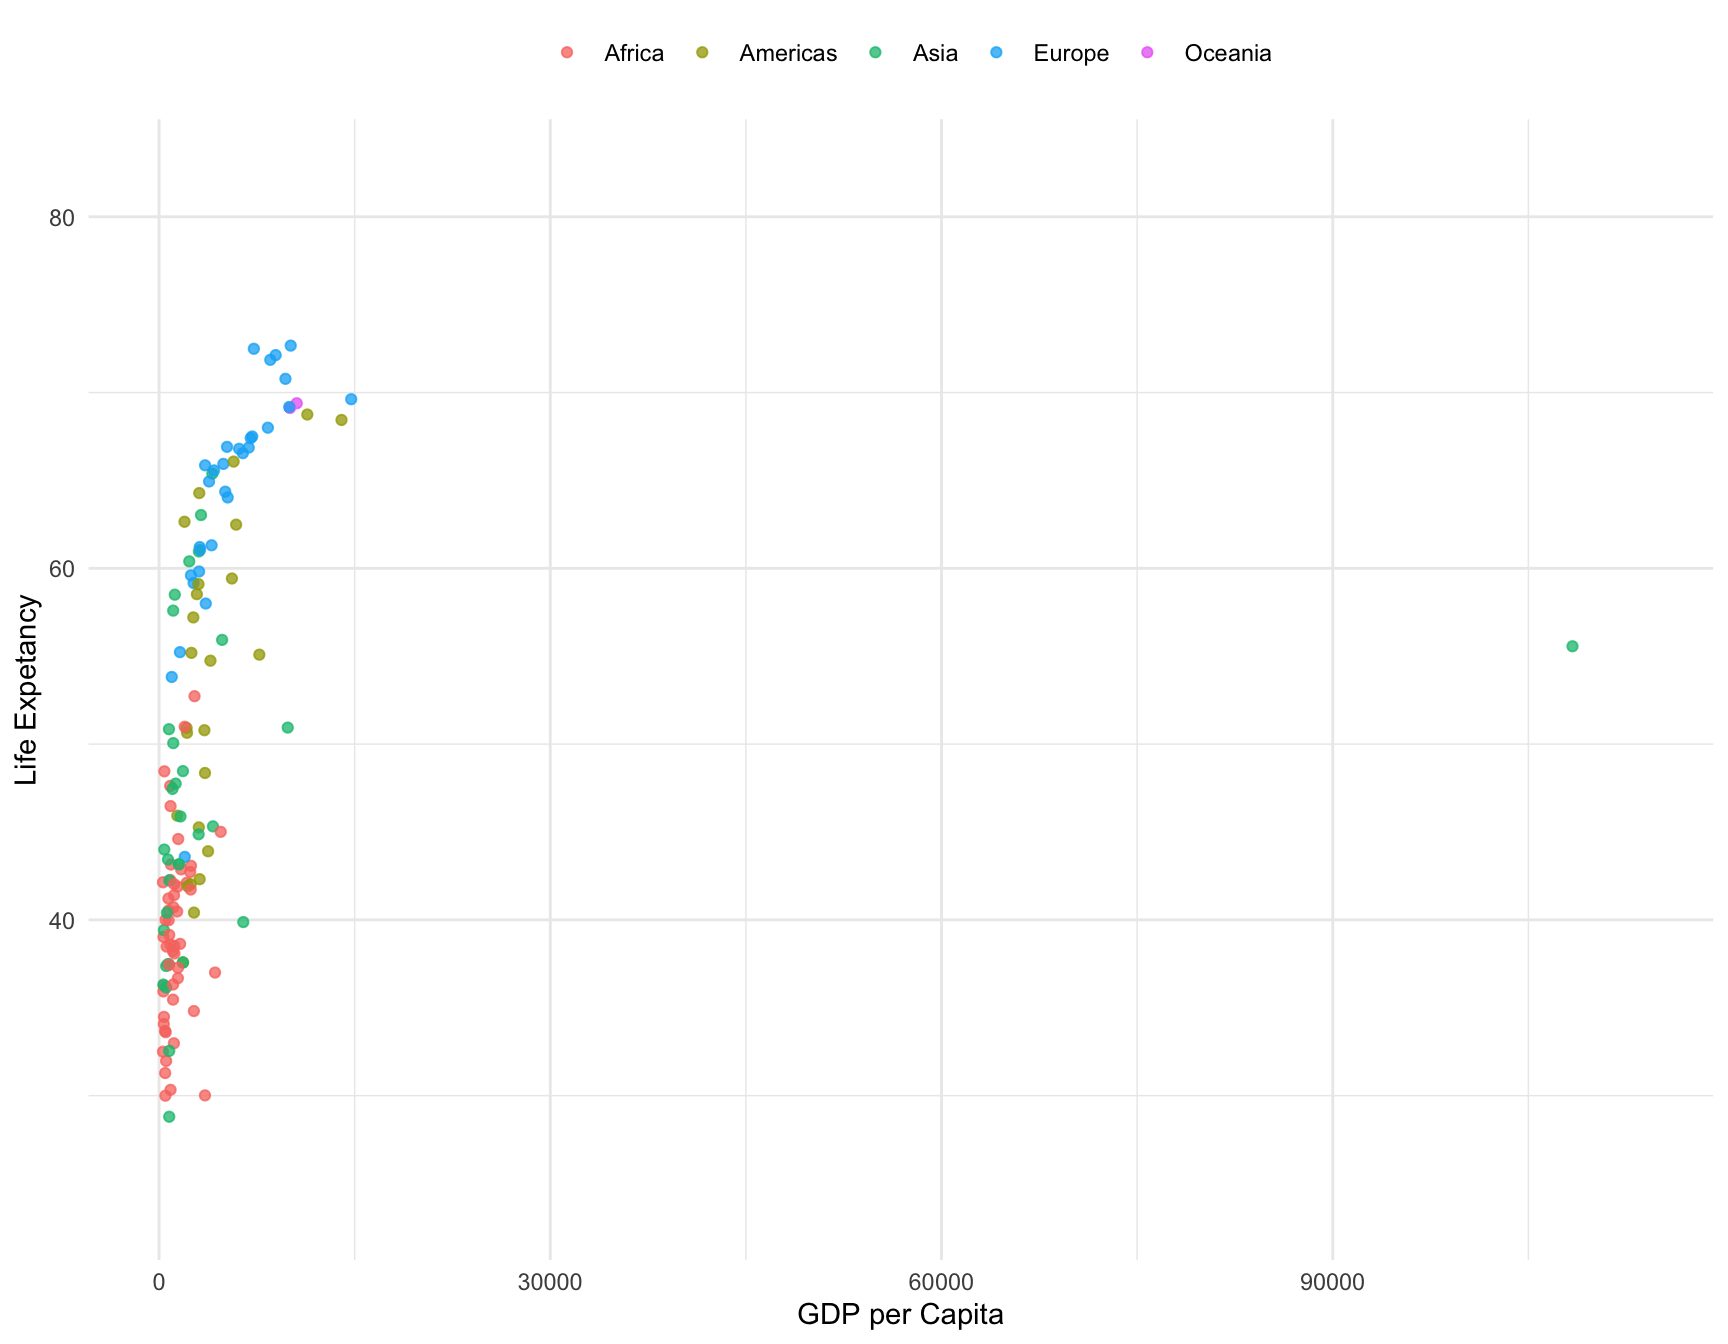 Africa Americas Asia Europe Oceania
80
60
40
Life Expetancy
0 30000 60000 90000
GDP per Capita